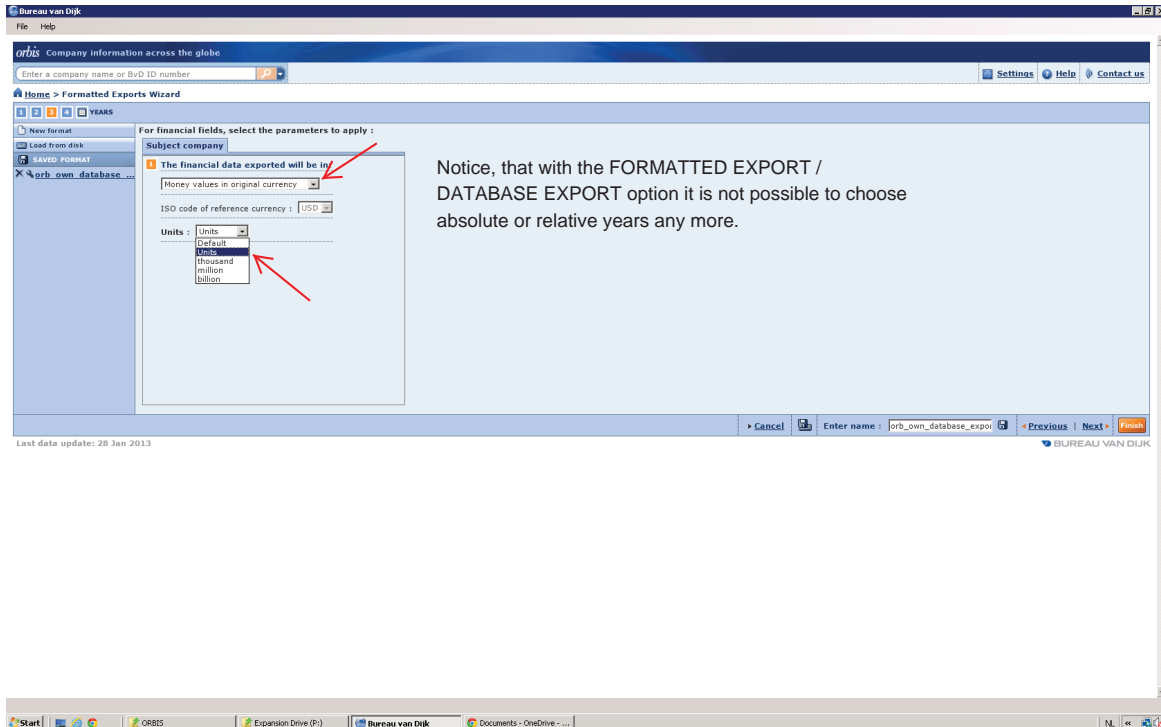 Bureau van Dijk
File Help
orbis Company information across the globe
Enter a company name or BvD ID number
Settings Help Contact us
Home > Formatted Exports Wizard
1 2 3 4 YEARS
New format
Load from disk
SAVED FORMAT
orb own database ...
For financial fields, select the parameters to apply :
Subject company
1 The financial data exported will be in:
Money values in original currency
ISO code of reference currency : USD
Units : Units
Default
Units
thousand
million
billion
Notice, that with the FORMATTED EXPORT /
DATABASE EXPORT option it is not possible to choose
absolute or relative years any more.
Cancel Enter name : orb_own_database_expor Previous | Next Finish
Last data update: 28 Jan 2013
BUREAU VAN DIJK
Start ORBIS Expansion Drive (P:) Bureau van Dijk Documents - OneDrive - ... NL «